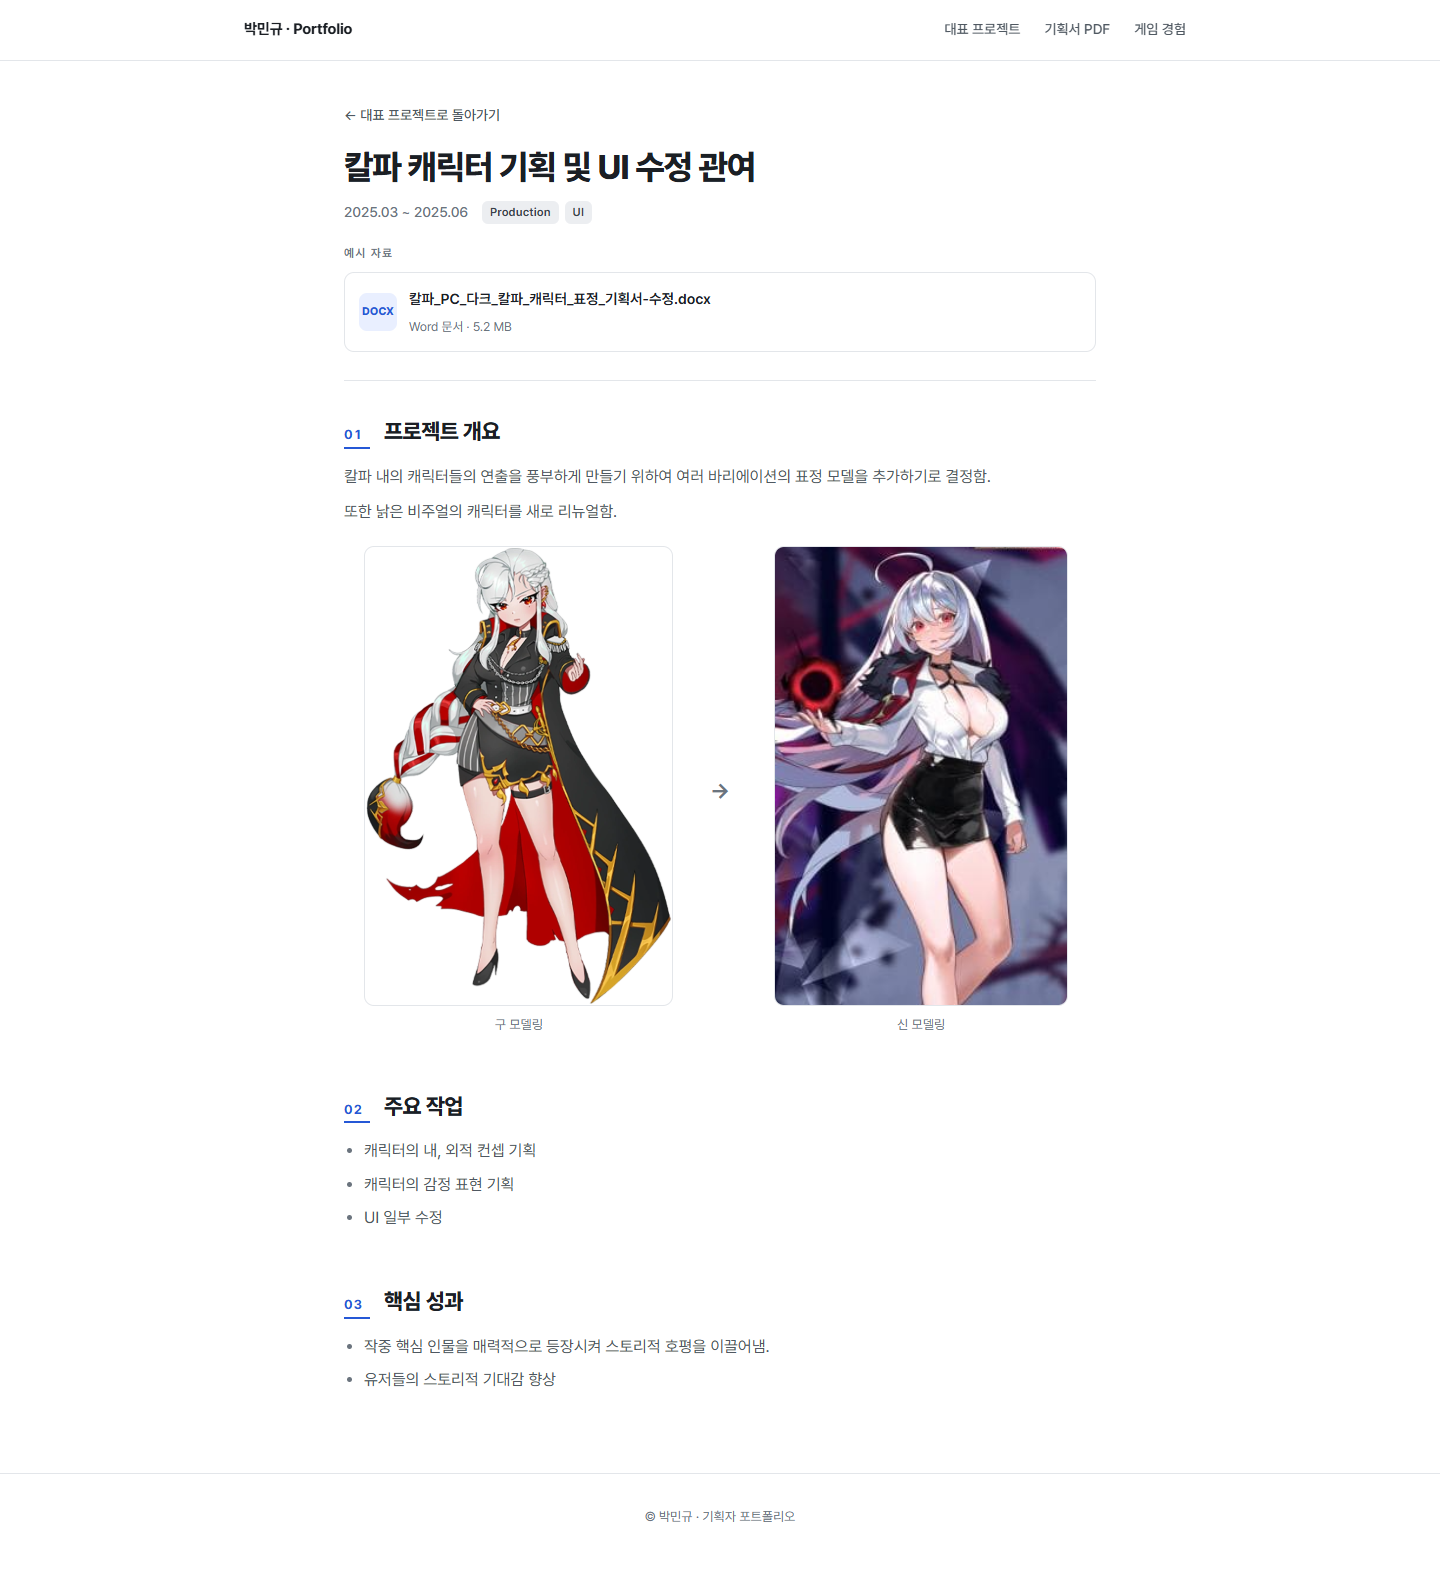 박민규 · Portfolio
대표 프로젝트 기획서 PDF 게임 경험
← 대표 프로젝트로 돌아가기
칼파 캐릭터 기획 및 UI 수정 관여
2025.03 ~ 2025.06 Production UI
예시 자료
DOCX
칼파_PC_다크_칼파_캐릭터_표정_기획서-수정.docx
Word 문서 · 5.2 MB
01 프로젝트 개요
칼파 내의 캐릭터들의 연출을 풍부하게 만들기 위하여 여러 바리에이션의 표정 모델을 추가하기로 결정함.
또한 낡은 비주얼의 캐릭터를 새로 리뉴얼함.
→
구 모델링
신 모델링
02 주요 작업
• 캐릭터의 내, 외적 컨셉 기획
• 캐릭터의 감정 표현 기획
• UI 일부 수정
03 핵심 성과
• 작중 핵심 인물을 매력적으로 등장시켜 스토리적 호평을 이끌어냄.
• 유저들의 스토리적 기대감 향상
© 박민규 · 기획자 포트폴리오